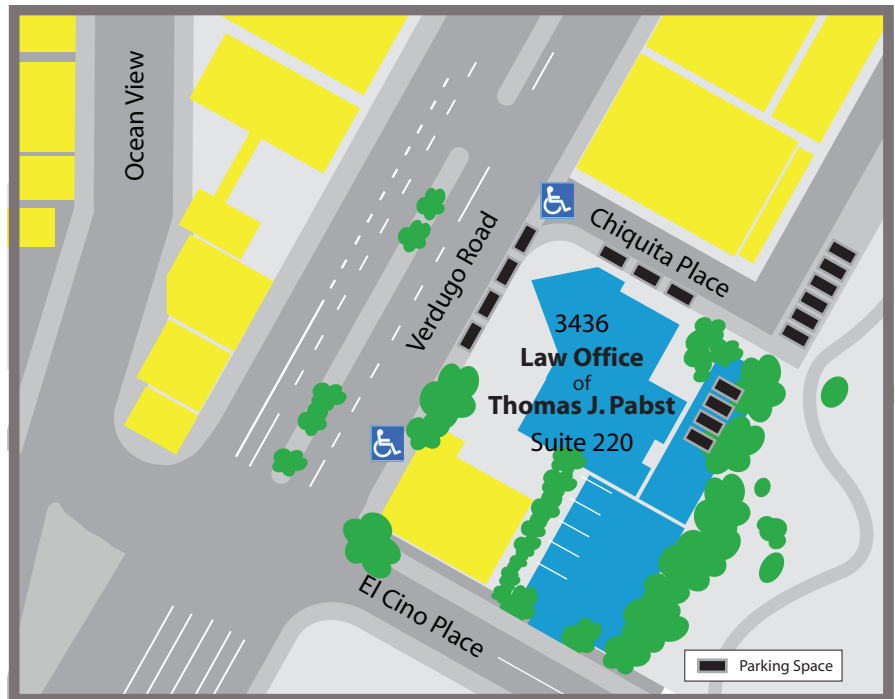 Ocean View
Verdugo Road
Chiquita Place
3436
Law Office
of
Thomas J. Pabst
Suite 220
El Cino Place
Parking Space